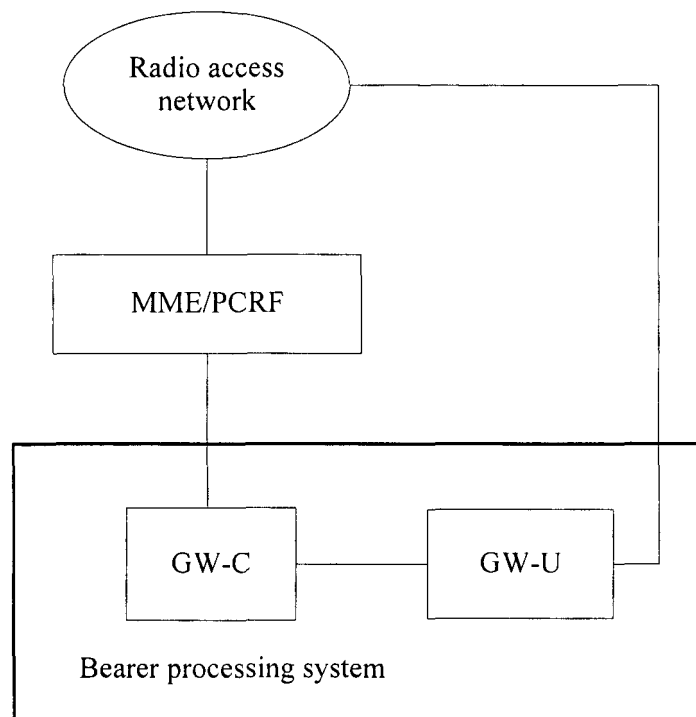 Radio access
network
MME/PCRF
GW-C
GW-U
Bearer processing system